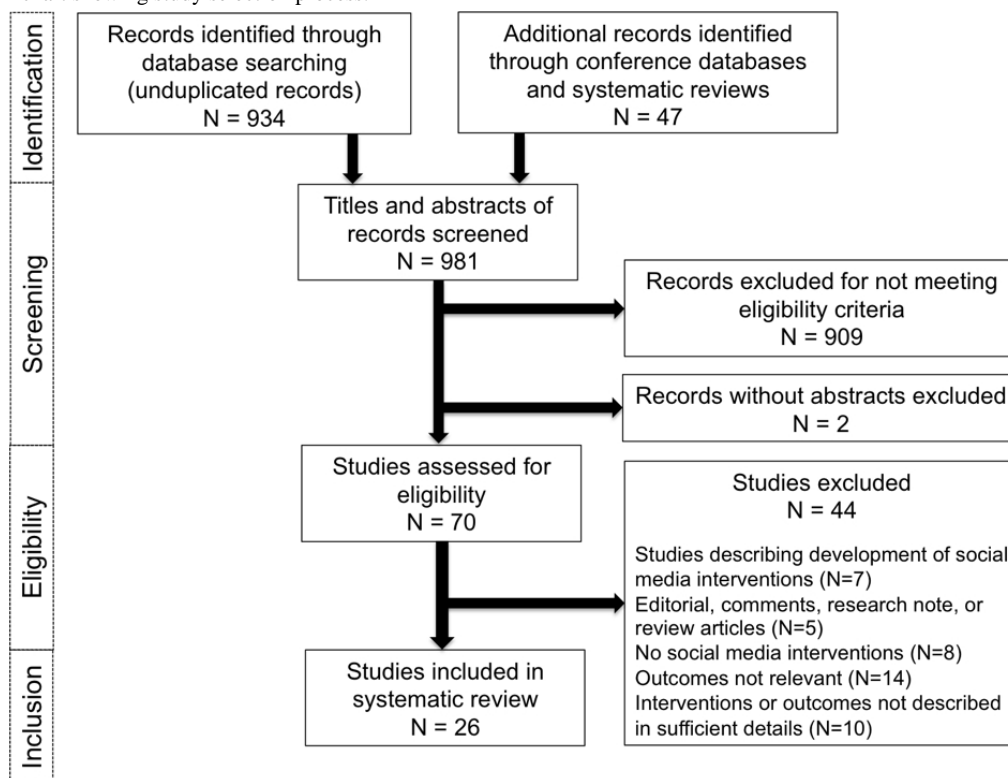 Records identified through
database searching
(unduplicated records)
N = 934
Additional records identified
through conference databases
and systematic reviews
N = 47
Identification
Titles and abstracts of
records screened
N = 981
Screening
Records excluded for not meeting
eligibility criteria
N = 909
Records without abstracts excluded
N = 2
Studies assessed for
eligibility
N = 70
Eligibility
Studies excluded
N = 44
Studies describing development of social
media interventions (N=7)
Editorial, comments, research note, or
review articles (N=5)
No social media interventions (N=8)
Outcomes not relevant (N=14)
Interventions or outcomes not described
in sufficient details (N=10)
Studies included in
systematic review
N = 26
Inclusion